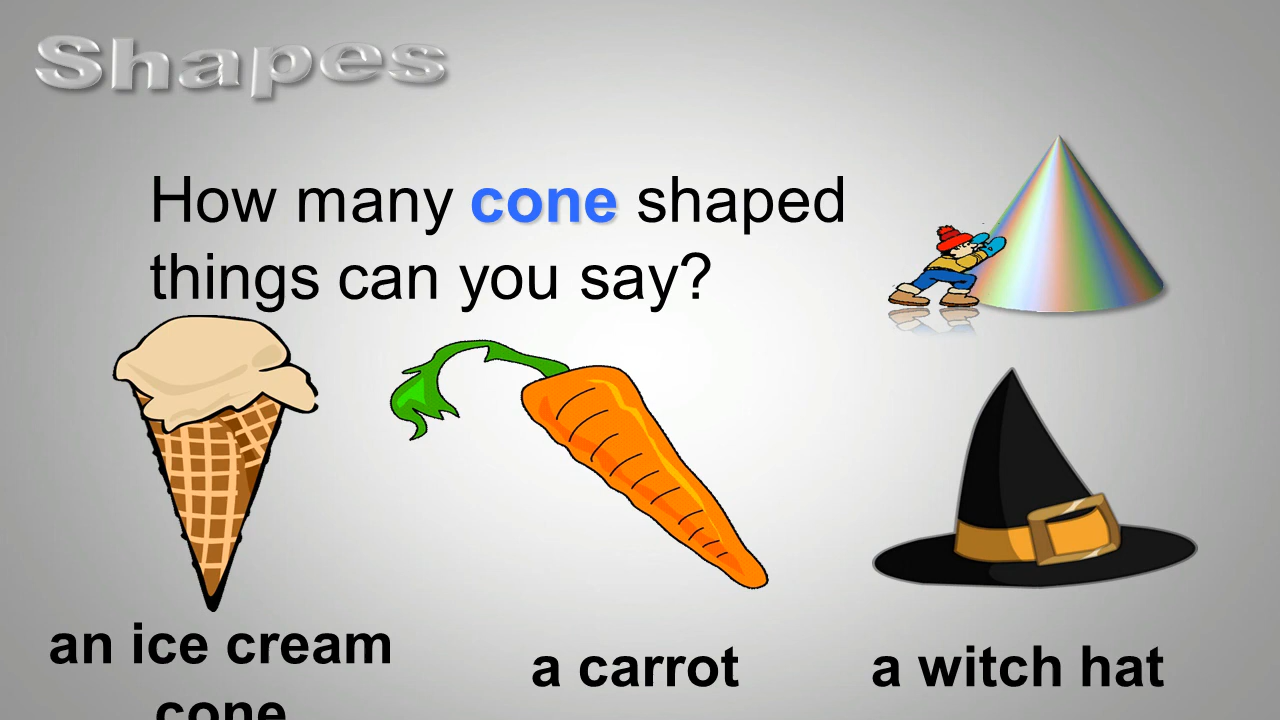 Shapes
How many cone shaped
things can you say?
an ice cream
cone
a carrot
a witch hat